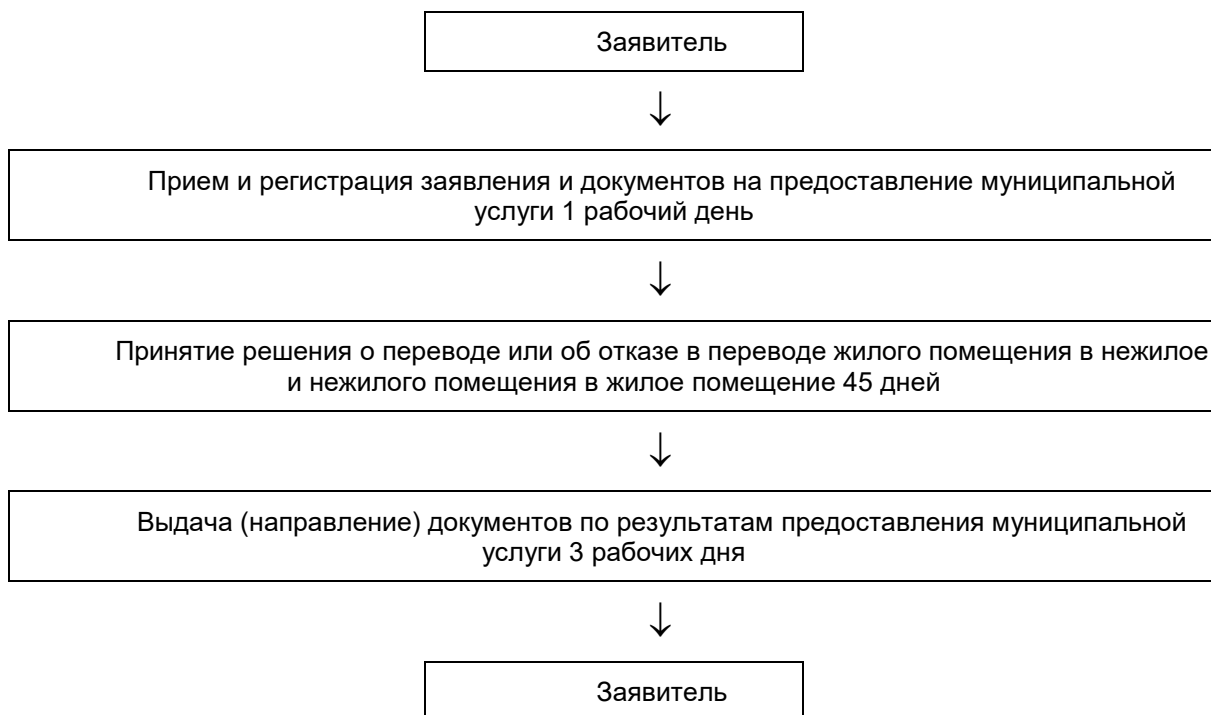 Заявитель
↓
Прием и регистрация заявления и документов на предоставление муниципальной
услуги 1 рабочий день
↓
Принятие решения о переводе или об отказе в переводе жилого помещения в нежилое
и нежилого помещения в жилое помещение 45 дней
↓
Выдача (направление) документов по результатам предоставления муниципальной
услуги 3 рабочих дня
↓
Заявитель